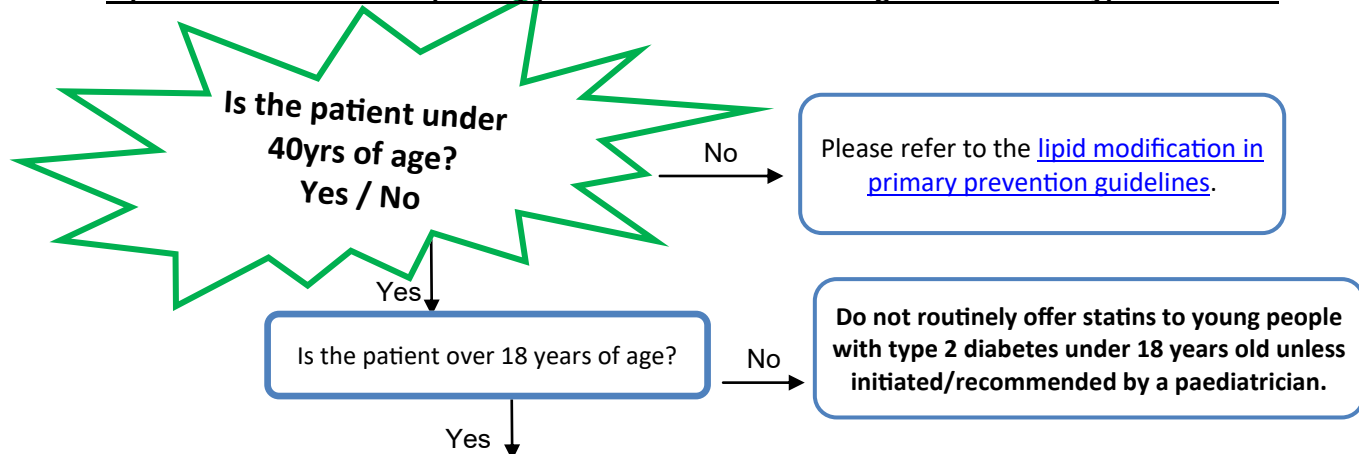 Is the patient under
40yrs of age?
Yes / No
No
Please refer to the lipid modification in
primary prevention guidelines.
Yes
Is the patient over 18 years of age?
No
Do not routinely offer statins to young people
with type 2 diabetes under 18 years old unless
initiated/recommended by a paediatrician.
Yes